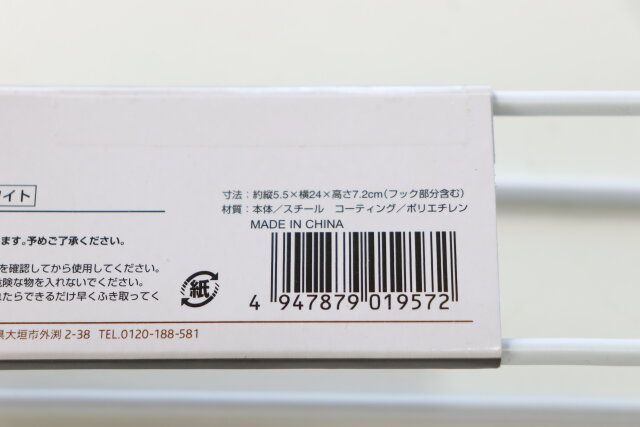 イト
寸法：約縦5.5×横24×高さ7.2cm(フック部分含む)
材質：本体／スチール コーティング／ポリエチレン
MADE IN CHINA
ます。予めご了承ください。
を確認してから使用してください。
危険な物を入れないでください。
たらできるだけ早くふき取ってく
紙
4 947879 019572
県大垣市外渕 2-38 TEL.0120-188-581